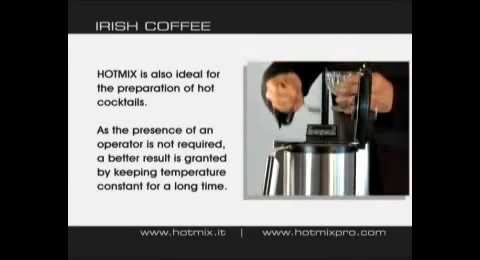 IRISH COFFEE
HOTMIX is also ideal for
the preparation of hot
cocktails.
As the presence of an
operator is not required,
a better result is granted
by keeping temperature
constant for a long time.
www.hotmix.it | www.hotmixpro.com